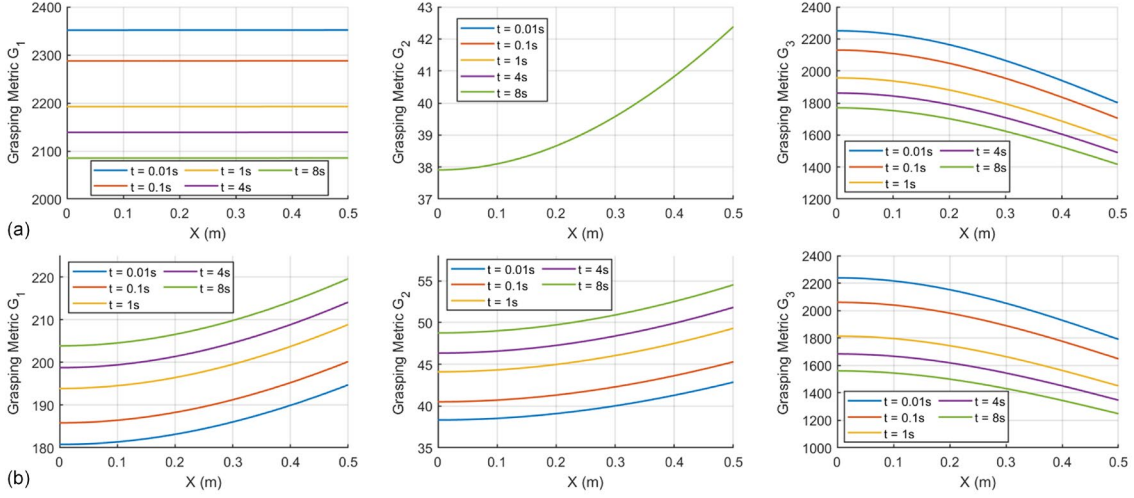 (a)
Grasping Metric G1
2400
2300
2200
2100
2000
t = 0.01s t = 1s t = 8s
t = 0.1s t = 4s
0 0.1 0.2 0.3 0.4 0.5
X (m)
Grasping Metric G2
43
42
41
40
39
38
37
t = 0.01s
t = 0.1s
t = 1s
t = 4s
t = 8s
0 0.1 0.2 0.3 0.4 0.5
X (m)
Grasping Metric G3
2400
2200
2000
1800
1600
1400
1200
t = 0.01s t = 4s
t = 0.1s t = 8s
t = 1s
0 0.1 0.2 0.3 0.4 0.5
X (m)
(b)
Grasping Metric G1
220
210
200
190
180
t = 0.01s t = 4s
t = 0.1s t = 8s
t = 1s
0 0.1 0.2 0.3 0.4 0.5
X (m)
Grasping Metric G2
55
50
45
40
35
t = 0.01s t = 4s
t = 0.1s t = 8s
t = 1s
0 0.1 0.2 0.3 0.4 0.5
X (m)
Grasping Metric G3
2400
2200
2000
1800
1600
1400
1200
1000
t = 0.01s t = 4s
t = 0.1s t = 8s
t = 1s
0 0.1 0.2 0.3 0.4 0.5
X (m)